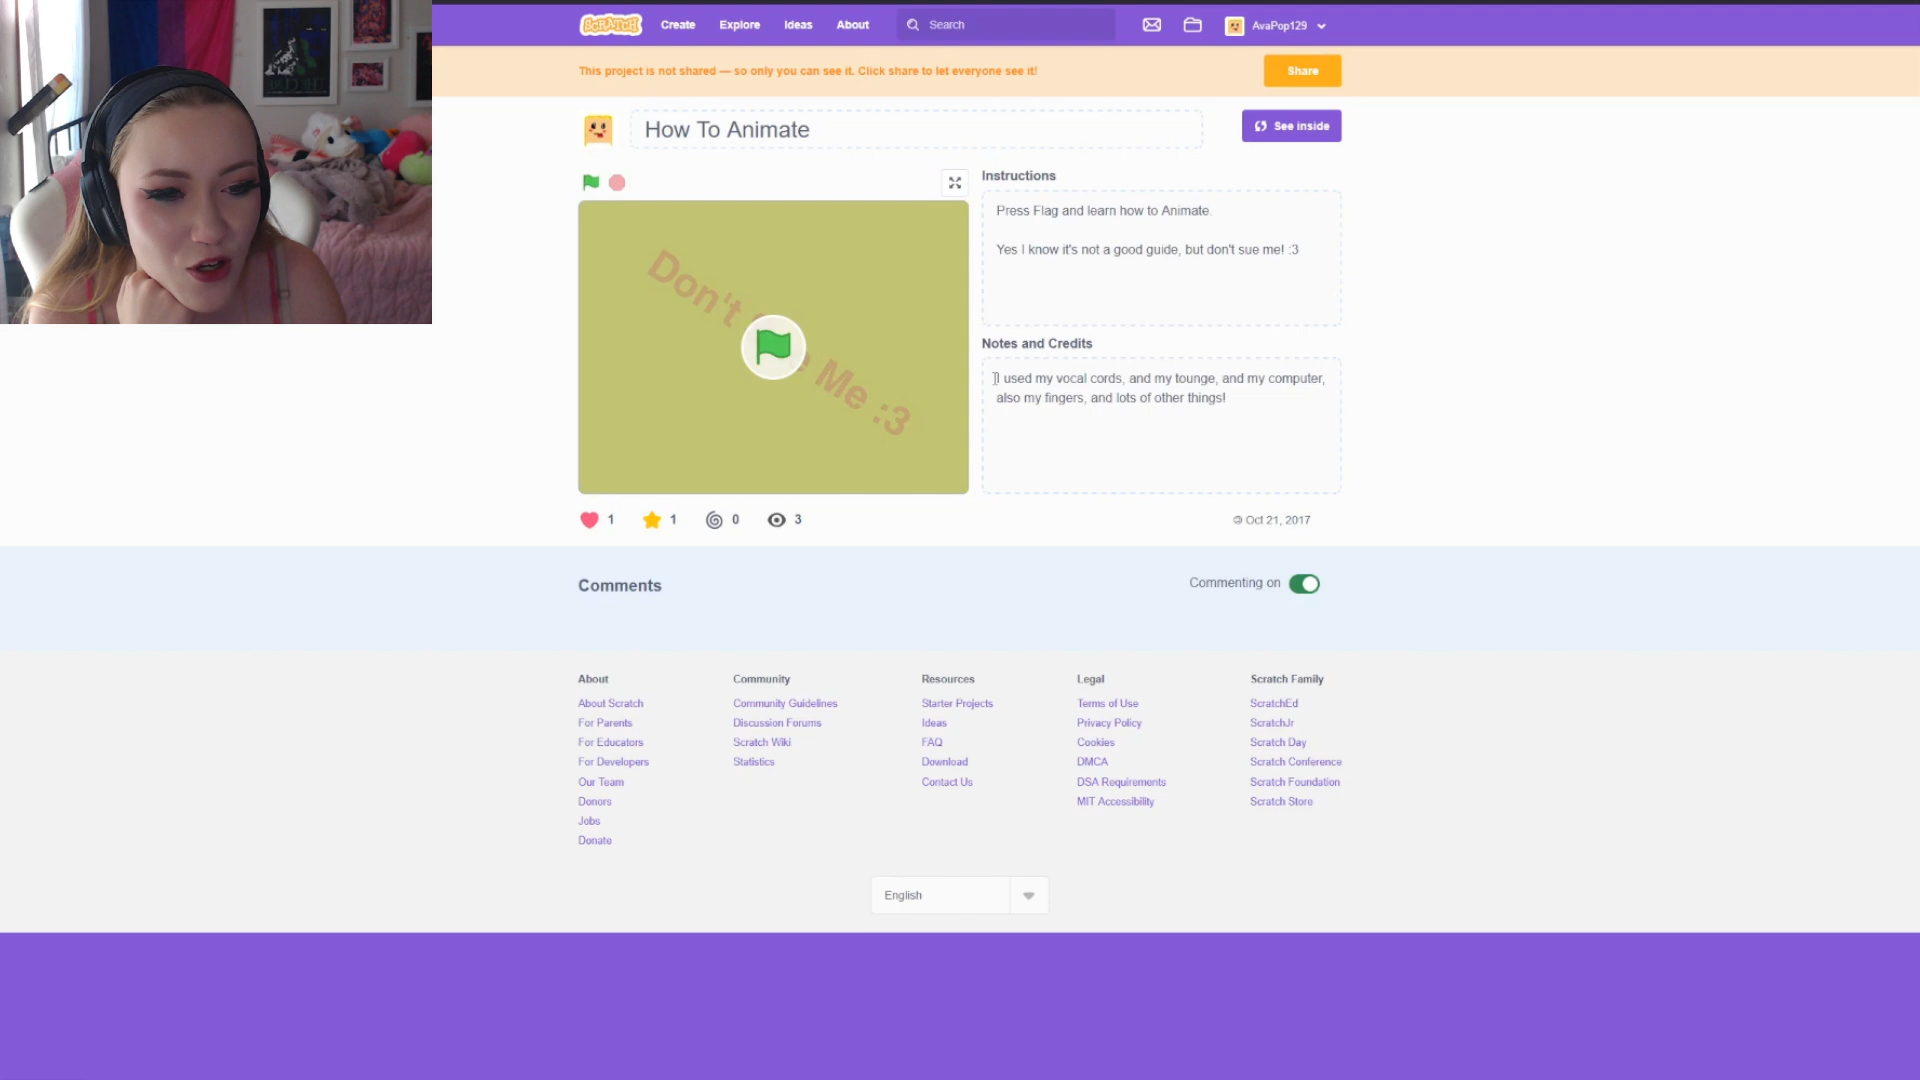 SCRATCH Create Explore Ideas About Search AvaPop129
This project is not shared — so only you can see it. Click share to let everyone see it!
Share
How To Animate
See inside
Instructions
Press Flag and learn how to Animate.
Yes I know it's not a good guide, but don't sue me! :3
Don't
Me :3
Notes and Credits
I used my vocal cords, and my tounge, and my computer,
also my fingers, and lots of other things!
1 1 0 3
© Oct 21, 2017
Comments
Commenting on
About
About Scratch
For Parents
For Educators
For Developers
Our Team
Donors
Jobs
Donate
Community
Community Guidelines
Discussion Forums
Scratch Wiki
Statistics
Resources
Starter Projects
Ideas
FAQ
Download
Contact Us
Legal
Terms of Use
Privacy Policy
Cookies
DMCA
DSA Requirements
MIT Accessibility
Scratch Family
ScratchEd
ScratchJr
Scratch Day
Scratch Conference
Scratch Foundation
Scratch Store
English